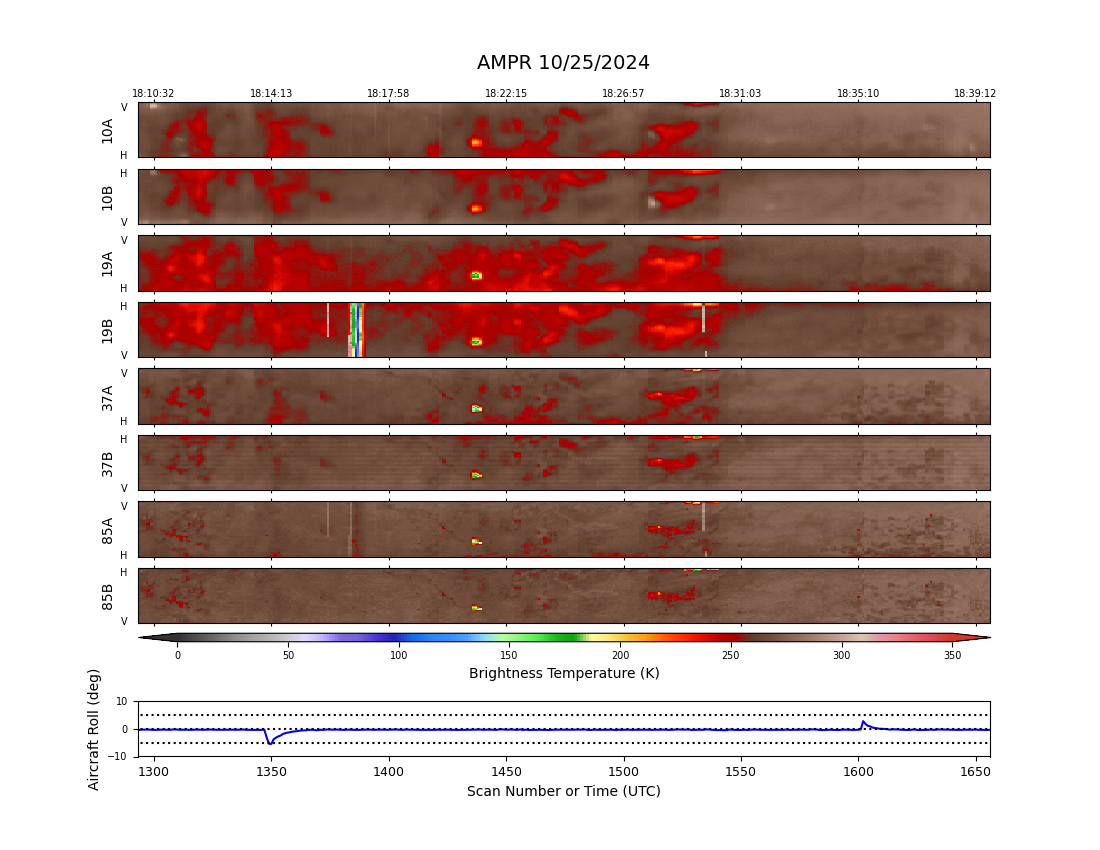 AMPR 10/25/2024
18:10:32 18:14:13 18:17:58 18:22:15 18:26:57 18:31:03 18:35:10 18:39:12
V
10A
H
H
10B
V
V
19A
H
H
19B
V
V
37A
H
H
37B
V
V
85A
H
H
85B
V
0 50 100 150 200 250 300 350
Brightness Temperature (K)
Aircraft Roll (deg)
10
0
−10
1300 1350 1400 1450 1500 1550 1600 1650
Scan Number or Time (UTC)